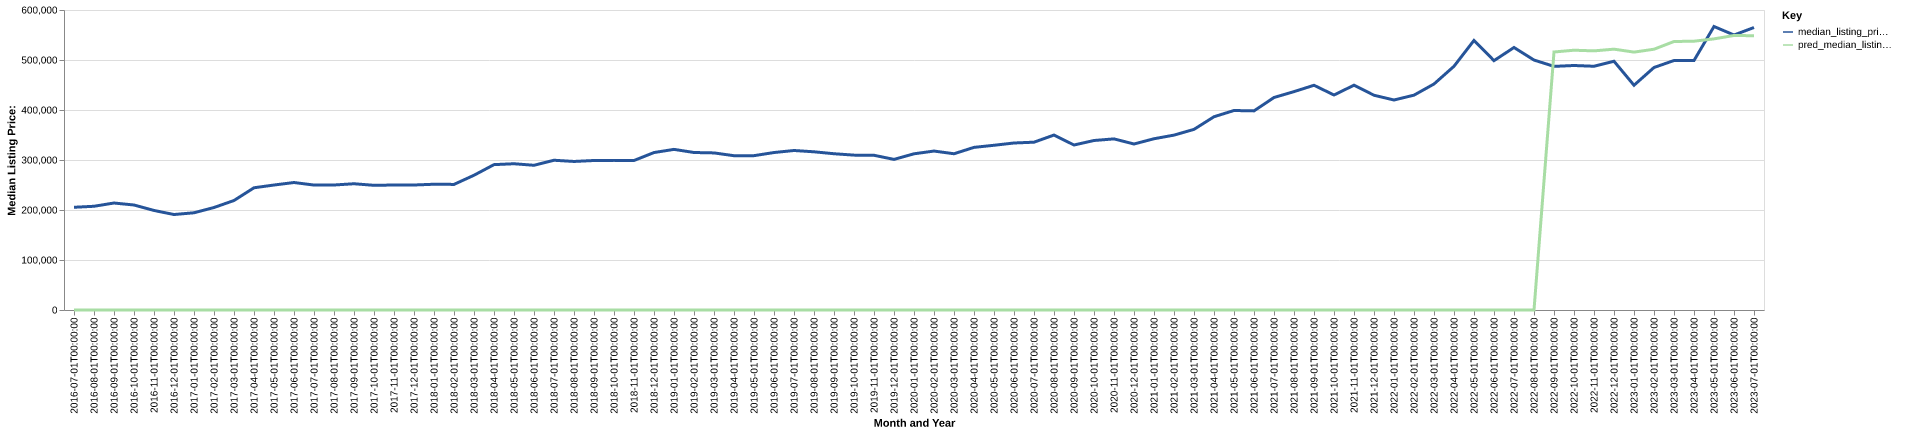 600,000
500,000
400,000
300,000
200,000
100,000
0
Median Listing Price:
2016-07-01T00:00:00
2016-08-01T00:00:00
2016-09-01T00:00:00
2016-10-01T00:00:00
2016-11-01T00:00:00
2016-12-01T00:00:00
2017-01-01T00:00:00
2017-02-01T00:00:00
2017-03-01T00:00:00
2017-04-01T00:00:00
2017-05-01T00:00:00
2017-06-01T00:00:00
2017-07-01T00:00:00
2017-08-01T00:00:00
2017-09-01T00:00:00
2017-10-01T00:00:00
2017-11-01T00:00:00
2017-12-01T00:00:00
2018-01-01T00:00:00
2018-02-01T00:00:00
2018-03-01T00:00:00
2018-04-01T00:00:00
2018-05-01T00:00:00
2018-06-01T00:00:00
2018-07-01T00:00:00
2018-08-01T00:00:00
2018-09-01T00:00:00
2018-10-01T00:00:00
2018-11-01T00:00:00
2018-12-01T00:00:00
2019-01-01T00:00:00
2019-02-01T00:00:00
2019-03-01T00:00:00
2019-04-01T00:00:00
2019-05-01T00:00:00
2019-06-01T00:00:00
2019-07-01T00:00:00
2019-08-01T00:00:00
2019-09-01T00:00:00
2019-10-01T00:00:00
2019-11-01T00:00:00
2019-12-01T00:00:00
2020-01-01T00:00:00
2020-02-01T00:00:00
2020-03-01T00:00:00
2020-04-01T00:00:00
2020-05-01T00:00:00
2020-06-01T00:00:00
2020-07-01T00:00:00
2020-08-01T00:00:00
2020-09-01T00:00:00
2020-10-01T00:00:00
2020-11-01T00:00:00
2020-12-01T00:00:00
2021-01-01T00:00:00
2021-02-01T00:00:00
2021-03-01T00:00:00
2021-04-01T00:00:00
2021-05-01T00:00:00
2021-06-01T00:00:00
2021-07-01T00:00:00
2021-08-01T00:00:00
2021-09-01T00:00:00
2021-10-01T00:00:00
2021-11-01T00:00:00
2021-12-01T00:00:00
2022-01-01T00:00:00
2022-02-01T00:00:00
2022-03-01T00:00:00
2022-04-01T00:00:00
2022-05-01T00:00:00
2022-06-01T00:00:00
2022-07-01T00:00:00
2022-08-01T00:00:00
2022-09-01T00:00:00
2022-10-01T00:00:00
2022-11-01T00:00:00
2022-12-01T00:00:00
2023-01-01T00:00:00
2023-02-01T00:00:00
2023-03-01T00:00:00
2023-04-01T00:00:00
2023-05-01T00:00:00
2023-06-01T00:00:00
2023-07-01T00:00:00
Month and Year
Key
median_listing_pri…
pred_median_listin…